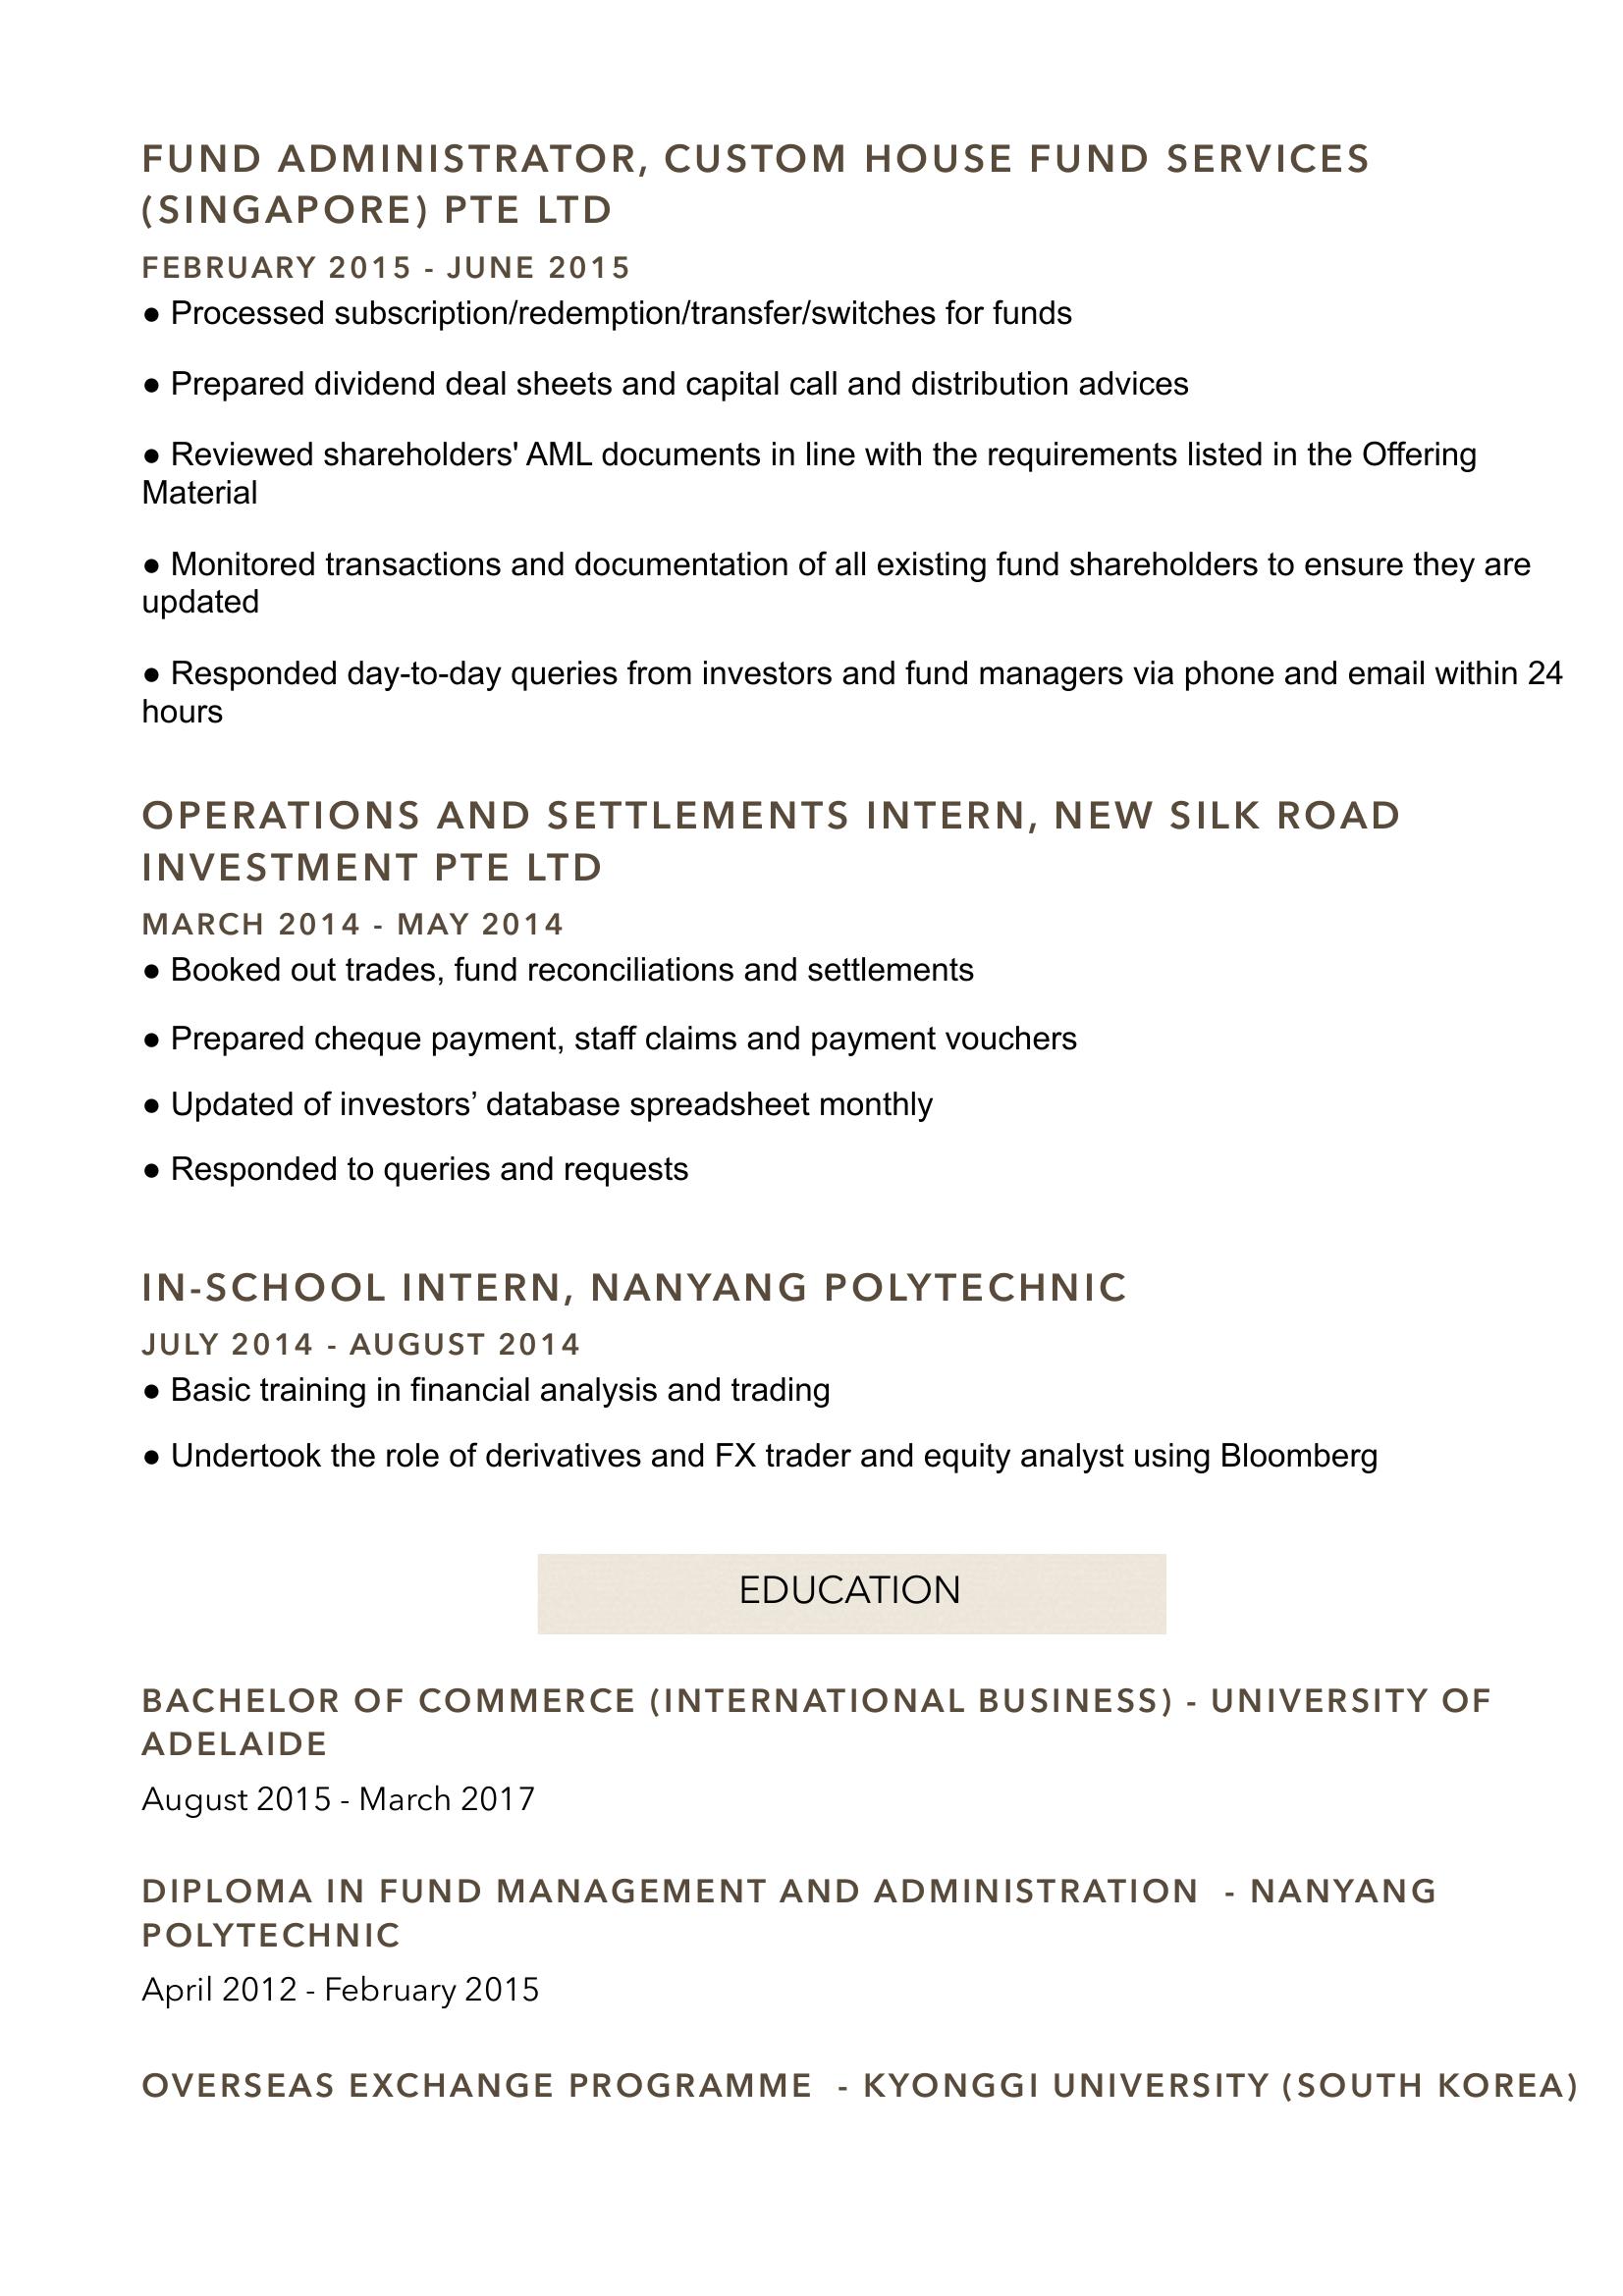 FUND ADMINISTRATOR, CUSTOM HOUSE FUND SERVICES
(SINGAPORE) PTE LTD
FEBRUARY 2015 - JUNE 2015
● Processed subscription/redemption/transfer/switches for funds
● Prepared dividend deal sheets and capital call and distribution advices
● Reviewed shareholders' AML documents in line with the requirements listed in the Offering
Material
● Monitored transactions and documentation of all existing fund shareholders to ensure they are
updated
● Responded day-to-day queries from investors and fund managers via phone and email within 24
hours
OPERATIONS AND SETTLEMENTS INTERN, NEW SILK ROAD
INVESTMENT PTE LTD
MARCH 2014 - MAY 2014
● Booked out trades, fund reconciliations and settlements
● Prepared cheque payment, staff claims and payment vouchers
● Updated of investors’ database spreadsheet monthly
● Responded to queries and requests
IN-SCHOOL INTERN, NANYANG POLYTECHNIC
JULY 2014 - AUGUST 2014
● Basic training in financial analysis and trading
● Undertook the role of derivatives and FX trader and equity analyst using Bloomberg
EDUCATION
BACHELOR OF COMMERCE (INTERNATIONAL BUSINESS) - UNIVERSITY OF
ADELAIDE
August 2015 - March 2017
DIPLOMA IN FUND MANAGEMENT AND ADMINISTRATION - NANYANG
POLYTECHNIC
April 2012 - February 2015
OVERSEAS EXCHANGE PROGRAMME - KYONGGI UNIVERSITY (SOUTH KOREA)